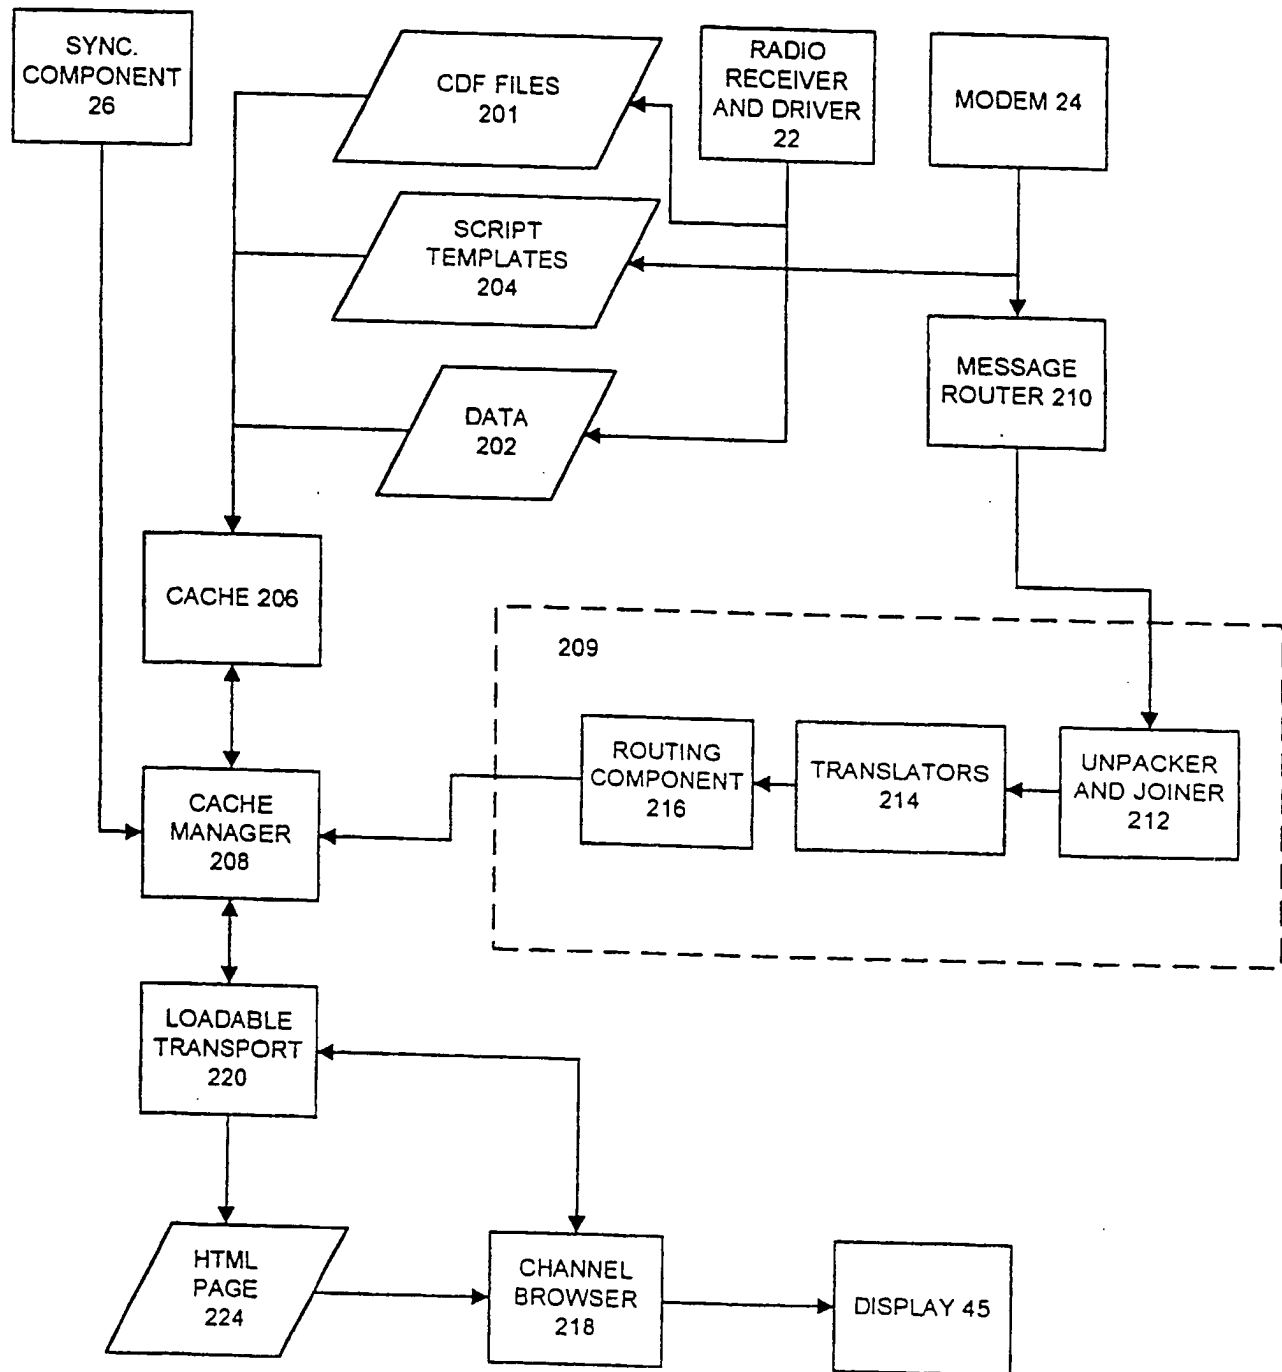 SYNC.
COMPONENT
26
CDF FILES
201
RADIO
RECEIVER
AND DRIVER
22
MODEM 24
SCRIPT
TEMPLATES
204
DATA
202
MESSAGE
ROUTER 210
CACHE 206
209
ROUTING
COMPONENT
216
TRANSLATORS
214
UNPACKER
AND JOINER
212
CACHE
MANAGER
208
LOADABLE
TRANSPORT
220
HTML
PAGE
224
CHANNEL
BROWSER
218
DISPLAY 45